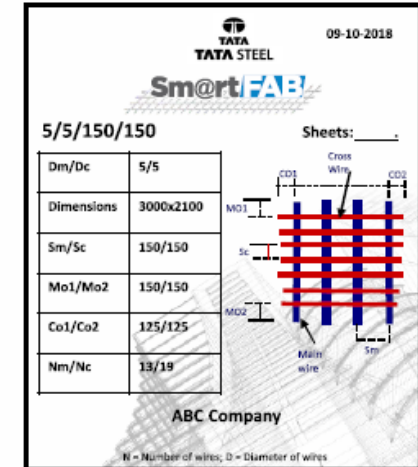 TATA
TATA STEEL
09-10-2018
Sm@rtFAB
5/5/150/150
Sheets:____.
Dm/Dc 5/5
Dimensions 3000x2100
Sm/Sc 150/150
Mo1/Mo2 150/150
Co1/Co2 125/125
Nm/Nc 13/19
Cross
Wire
CO1
CO2
MO1
Sc
MO2
Main
wire
Sm
ABC Company
N = Number of wires; D = Diameter of wires